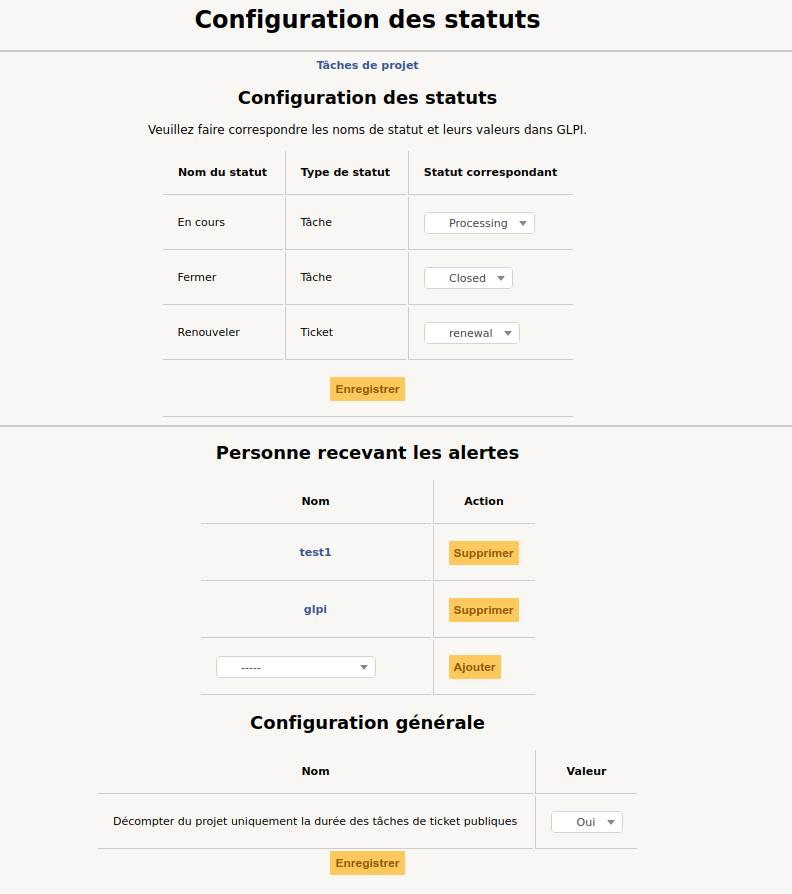 Configuration des statuts
Tâches de projet
Configuration des statuts
Veuillez faire correspondre les noms de statut et leurs valeurs dans GLPI.
Nom du statut Type de statut Statut correspondant
En cours Tâche Processing
Fermer Tâche Closed
Renouveler Ticket renewal
Enregistrer
Personne recevant les alertes
Nom Action
test1 Supprimer
glpi Supprimer
----- Ajouter
Configuration générale
Nom Valeur
Décompter du projet uniquement la durée des tâches de ticket publiques Oui
Enregistrer